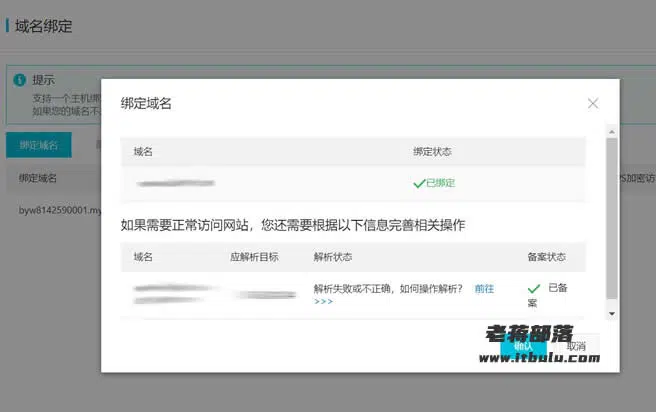 域名绑定
提示
支持一个主机绑
如果您的域名不
绑定域名
绑定域名
byw8142590001.my
绑定域名
域名 绑定状态
已绑定
如果需要正常访问网站，您还需要根据以下信息完善相关操作
域名 应解析目标 解析状态 备案状态
解析失败或不正确，如何操作解析？ 前往
>>>
已备
案
S加密访
确认 取消
老蒋部落
www.itbulu.com